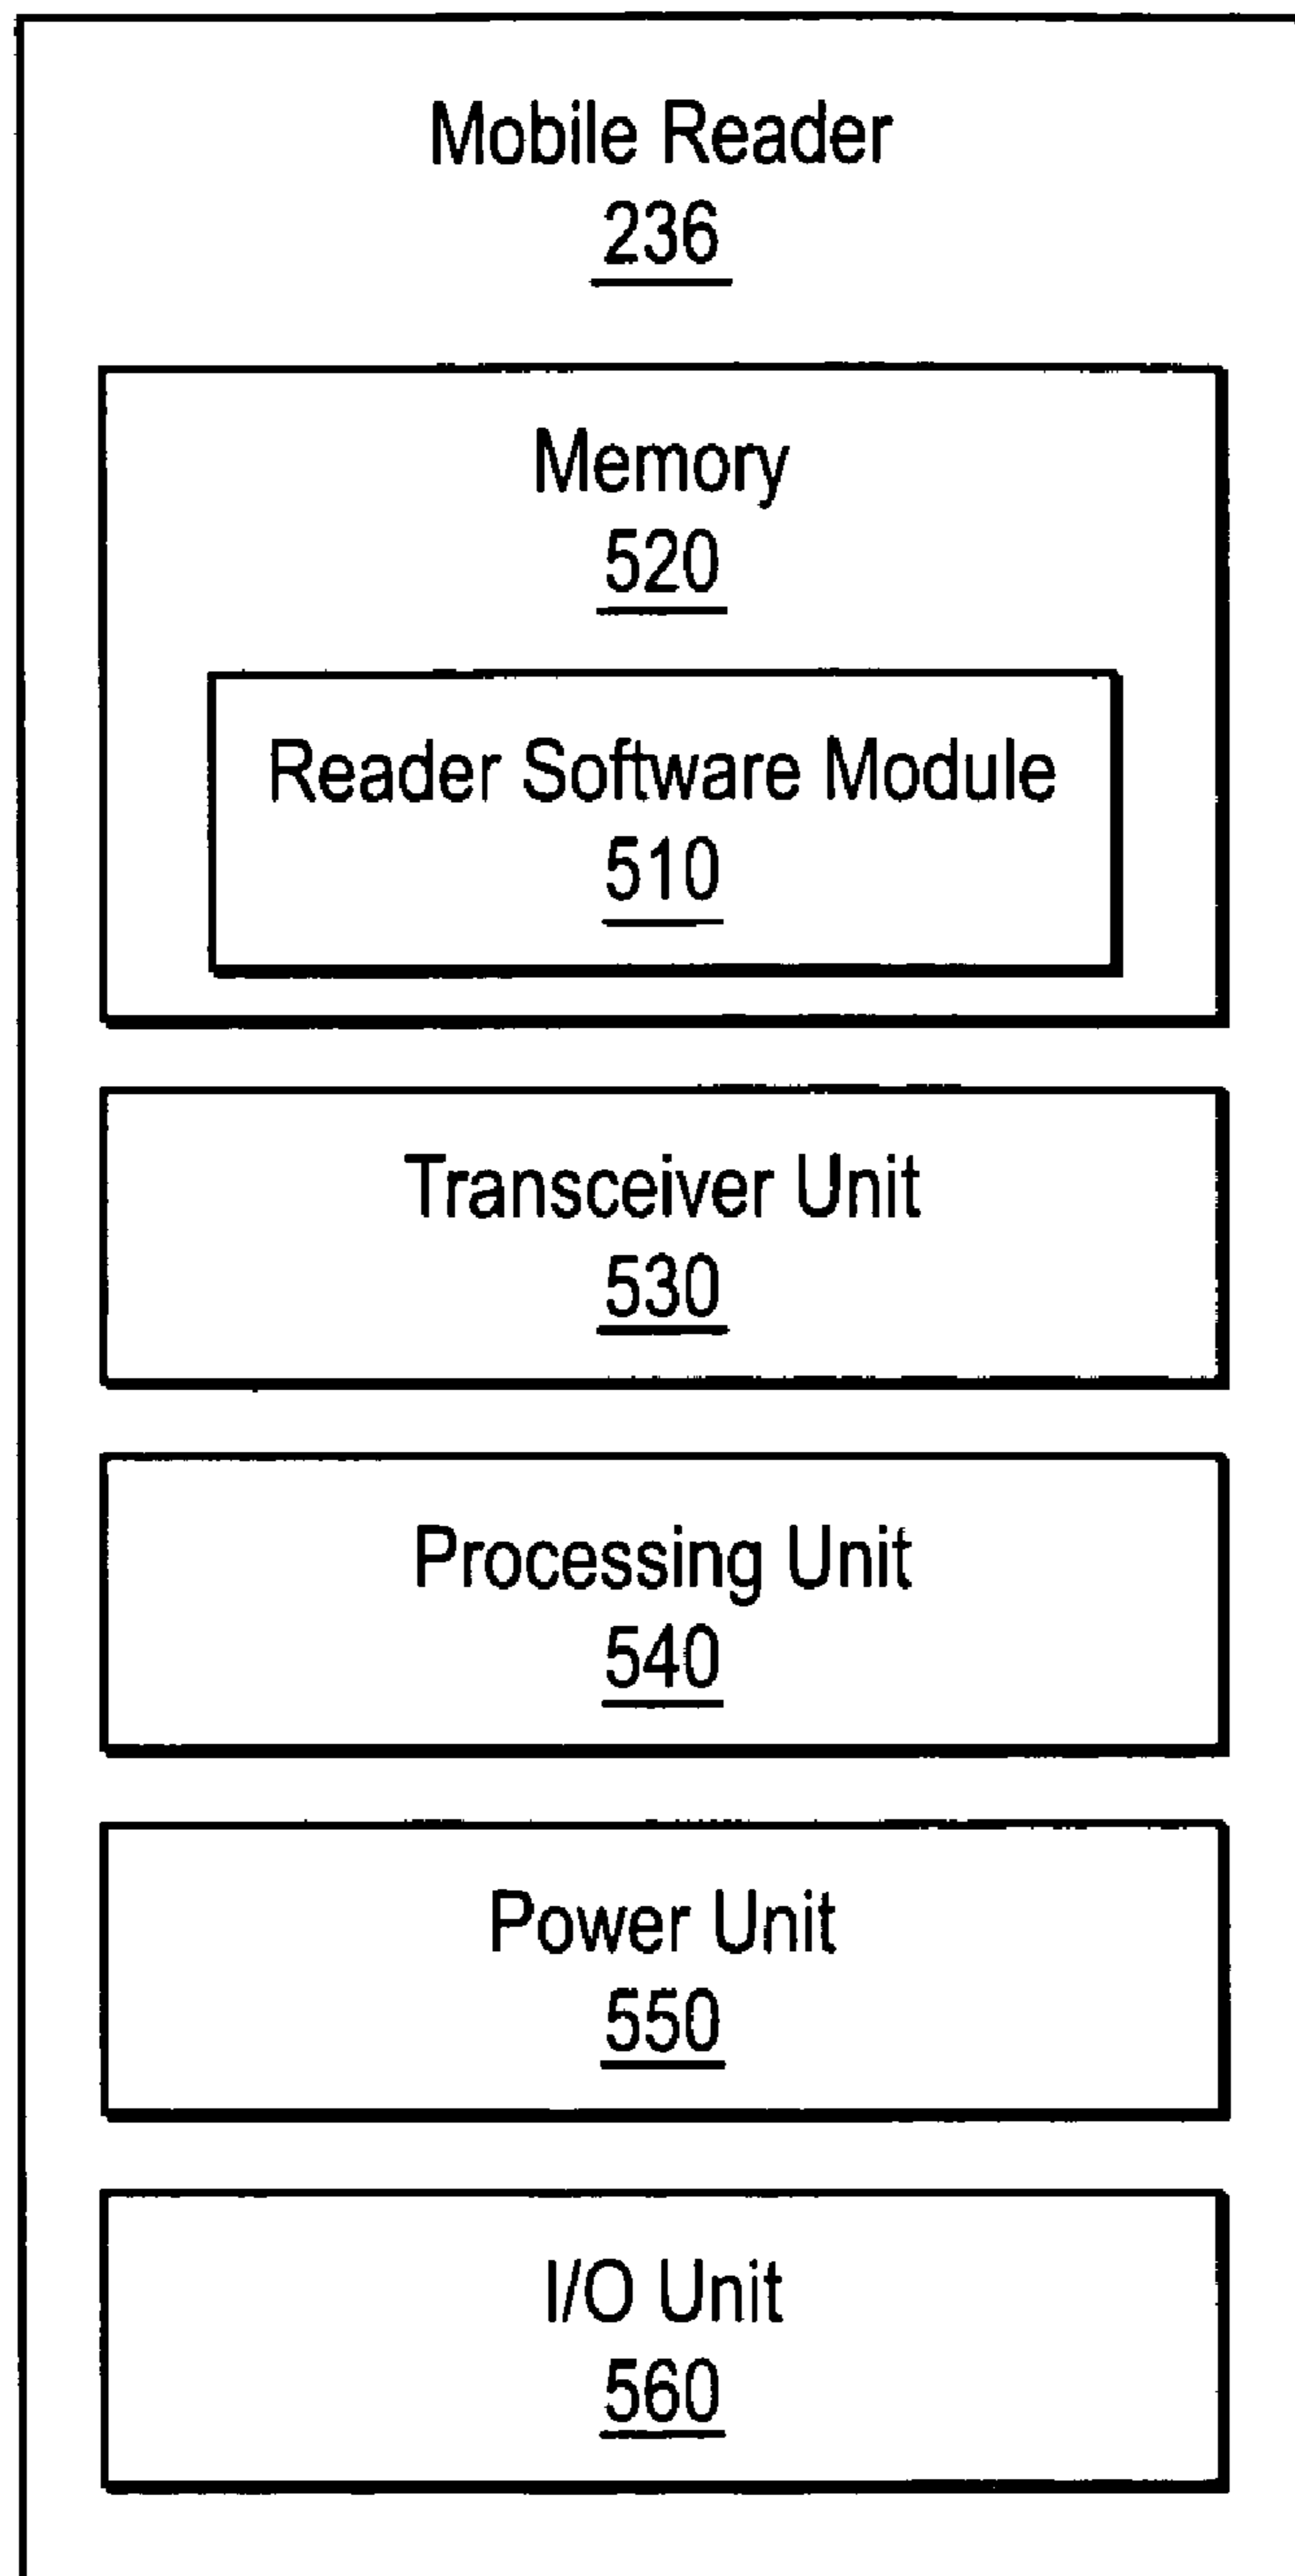 Mobile Reader
236
Memory
520
Reader Software Module
510
Transceiver Unit
530
Processing Unit
540
Power Unit
550
I/O Unit
560